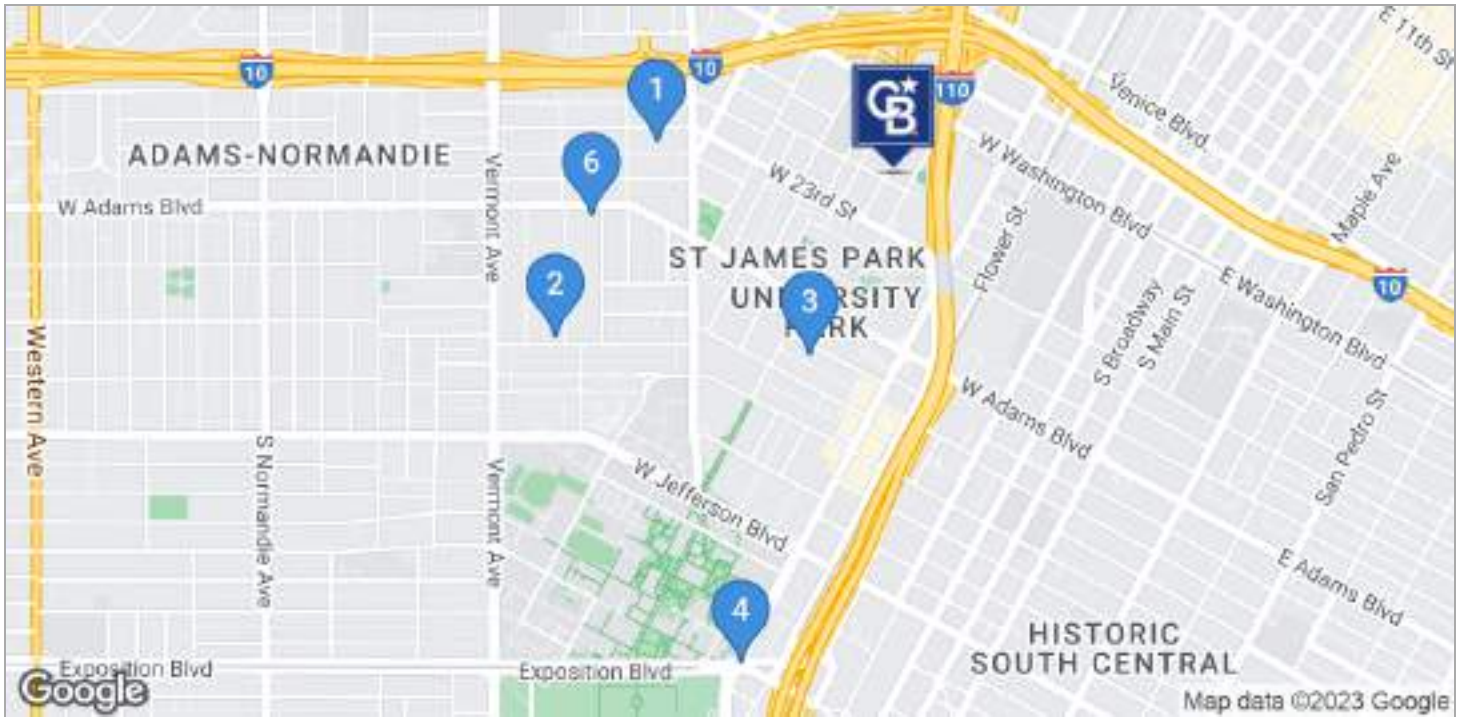 E 11th St
10
1
10
GB
110
Venice Blvd
ADAMS-NORMANDIE
Vermont Ave
6
W 23rd St
W Washington Blvd
Maple Ave
W Adams Blvd
Flower St
ST JAMES PARK
2
3
UNIVERSITY
PARK
E Washington Blvd
10
S Broadway
S Main St
Western Ave
W Adams Blvd
San Pedro St
S Normandie Ave
Vermont Ave
W Jefferson Blvd
E Adams Blvd
4
HISTORIC
SOUTH CENTRAL
Exposition Blvd
Exposition Blvd
Google
Map data ©2023 Google